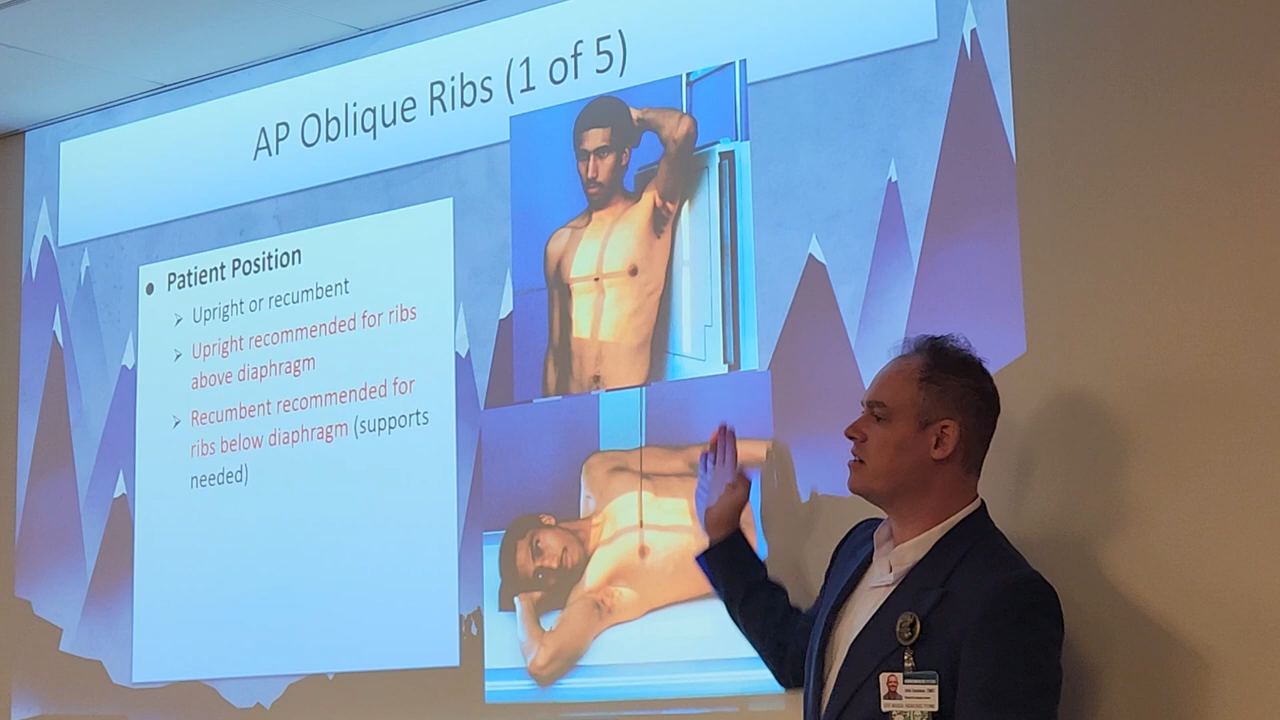 AP Oblique Ribs (1 of 5)
• Patient Position
➢ Upright or recumbent
➢ Upright recommended for ribs
above diaphragm
➢ Recumbent recommended for
ribs below diaphragm (supports
needed)